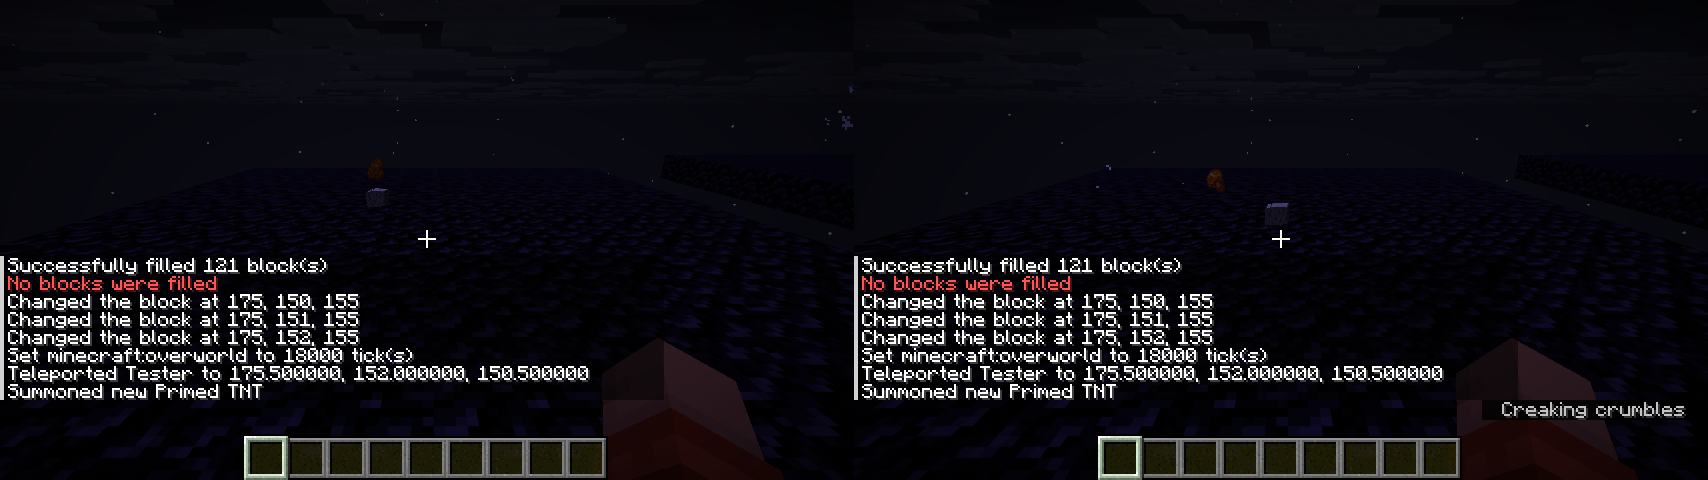 Successfully filled 121 block(s)
No blocks were filled
Changed the block at 175, 150, 155
Changed the block at 175, 151, 155
Changed the block at 175, 152, 155
Set minecraft:overworld to 18000 tick(s)
Teleported Tester to 175.500000, 152.000000, 150.500000
Summoned new Primed TNT
Successfully filled 121 block(s)
No blocks were filled
Changed the block at 175, 150, 155
Changed the block at 175, 151, 155
Changed the block at 175, 152, 155
Set minecraft:overworld to 18000 tick(s)
Teleported Tester to 175.500000, 152.000000, 150.500000
Summoned new Primed TNT
Creaking crumbles